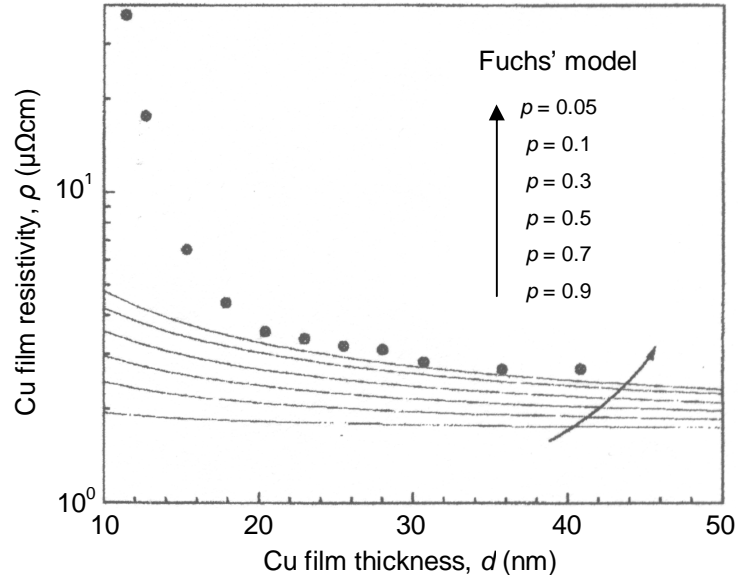 Fuchs’ model
p = 0.05
p = 0.1
p = 0.3
p = 0.5
p = 0.7
p = 0.9
10¹
10⁰
10
20
30
40
50
Cu film resistivity, ρ (μΩcm)
Cu film thickness, d (nm)